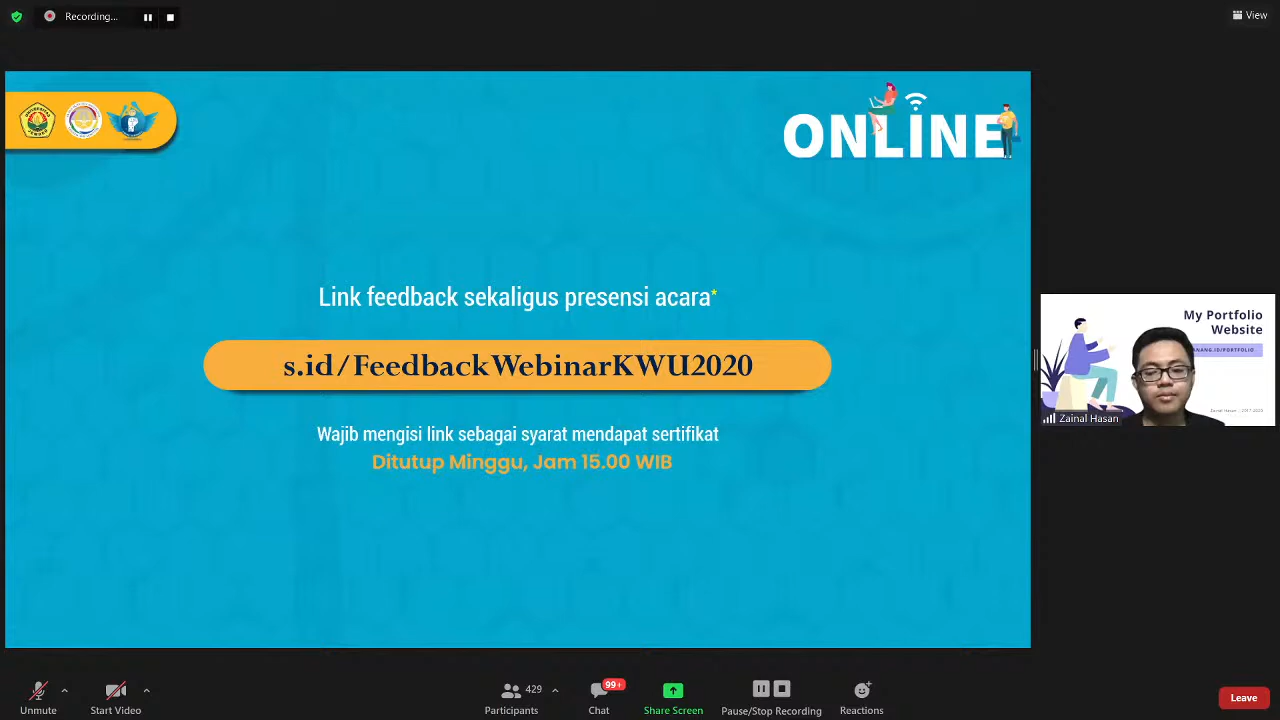 Recording...
View
ONLINE
Link feedback sekaligus presensi acara*
s.id/FeedbackWebinarKWU2020
Wajib mengisi link sebagai syarat mendapat sertifikat
Ditutup Minggu, Jam 15.00 WIB
My Portfolio
Website
Zainal Hasan
Unmute
Start Video
429
Participants
99+
Chat
Share Screen
Pause/Stop Recording
Reactions
Leave